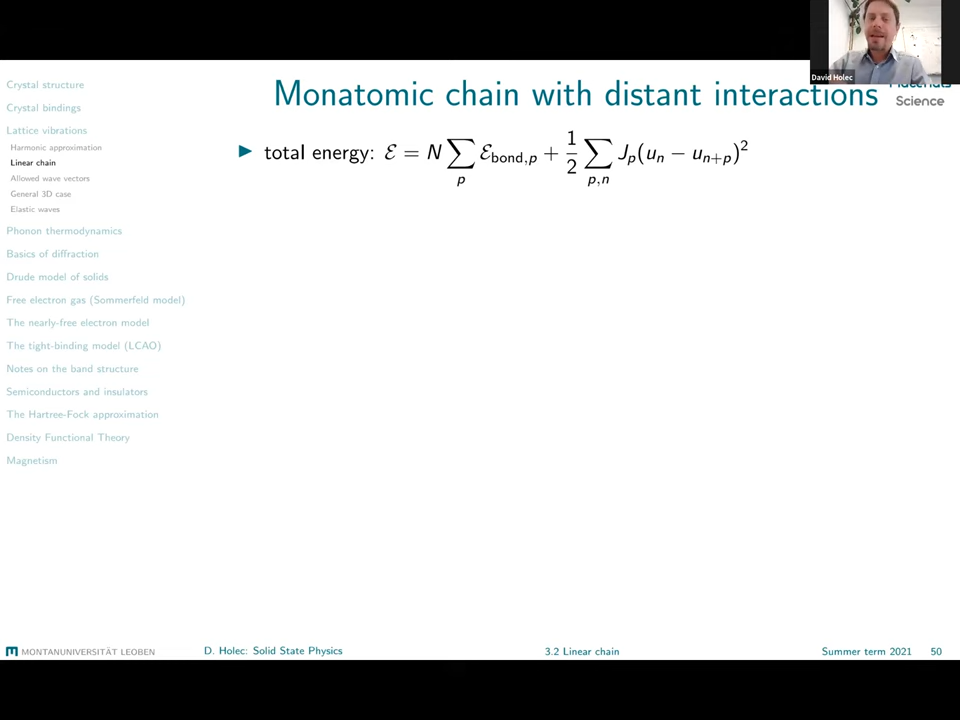 David Holec
Materials
Science
Monatomic chain with distant interactions
Crystal structure
Crystal bindings
Lattice vibrations
Harmonic approximation
Linear chain
Allowed wave vectors
General 3D case
Elastic waves
Phonon thermodynamics
Basics of diffraction
Drude model of solids
Free electron gas (Sommerfeld model)
The nearly-free electron model
The tight-binding model (LCAO)
Notes on the band structure
Semiconductors and insulators
The Hartree-Fock approximation
Density Functional Theory
Magnetism
▶ total energy: ℰ = N ∑_p ℰ_bond,p + 1/2 ∑_p,n J_p(u_n − u_n+p)²
MONTANUNIVERSITÄT LEOBEN
D. Holec: Solid State Physics
3.2 Linear chain
Summer term 2021 50